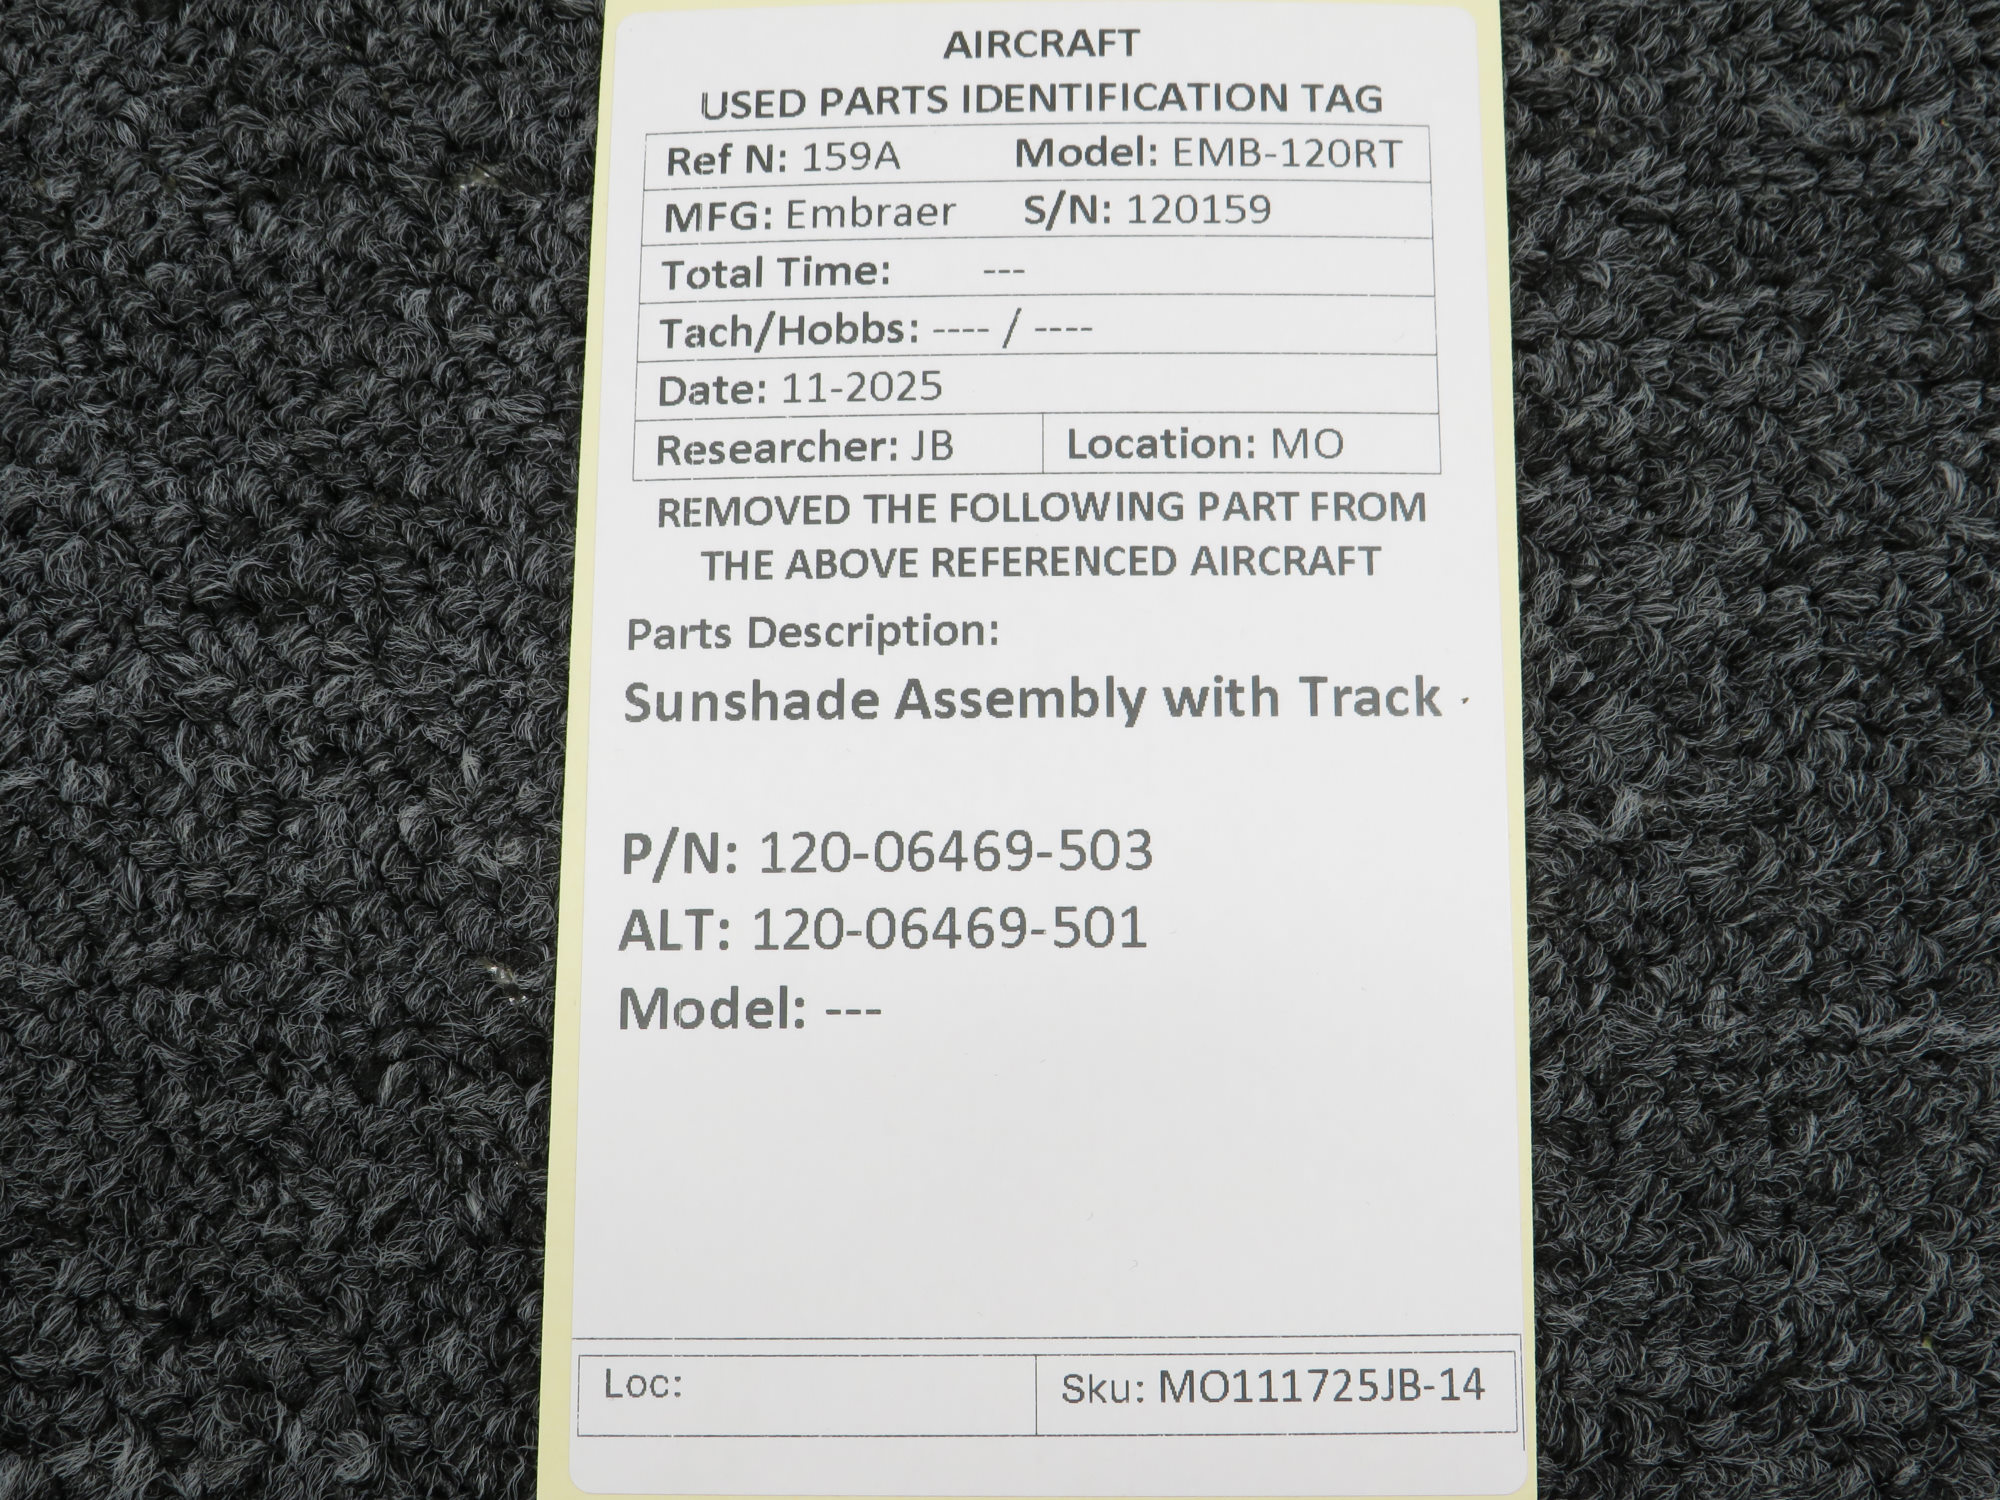 AIRCRAFT
USED PARTS IDENTIFICATION TAG
Ref N: 159A Model: EMB-120RT
MFG: Embraer S/N: 120159
Total Time: ---
Tach/Hobbs: ---- / ----
Date: 11-2025
Researcher: JB Location: MO
REMOVED THE FOLLOWING PART FROM
THE ABOVE REFERENCED AIRCRAFT
Parts Description:
Sunshade Assembly with Track
P/N: 120-06469-503
ALT: 120-06469-501
Model: ---
Loc: Sku: MO111725JB-14